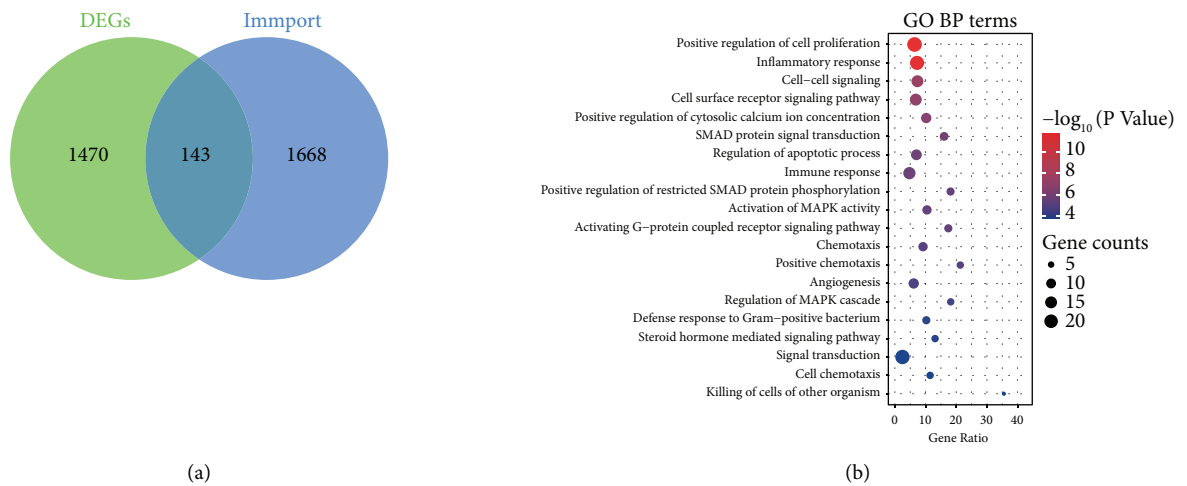 DEGs
Immport
1470
143
1668
(a)
GO BP terms
Positive regulation of cell proliferation
Inflammatory response
Cell−cell signaling
Cell surface receptor signaling pathway
Positive regulation of cytosolic calcium ion concentration
SMAD protein signal transduction
Regulation of apoptotic process
Immune response
Positive regulation of restricted SMAD protein phosphorylation
Activation of MAPK activity
Activating G−protein coupled receptor signaling pathway
Chemotaxis
Positive chemotaxis
Angiogenesis
Regulation of MAPK cascade
Defense response to Gram−positive bacterium
Steroid hormone mediated signaling pathway
Signal transduction
Cell chemotaxis
Killing of cells of other organism
0 10 20 30 40
Gene Ratio
−log10 (P Value)
10
8
6
4
Gene counts
5
10
15
20
(b)